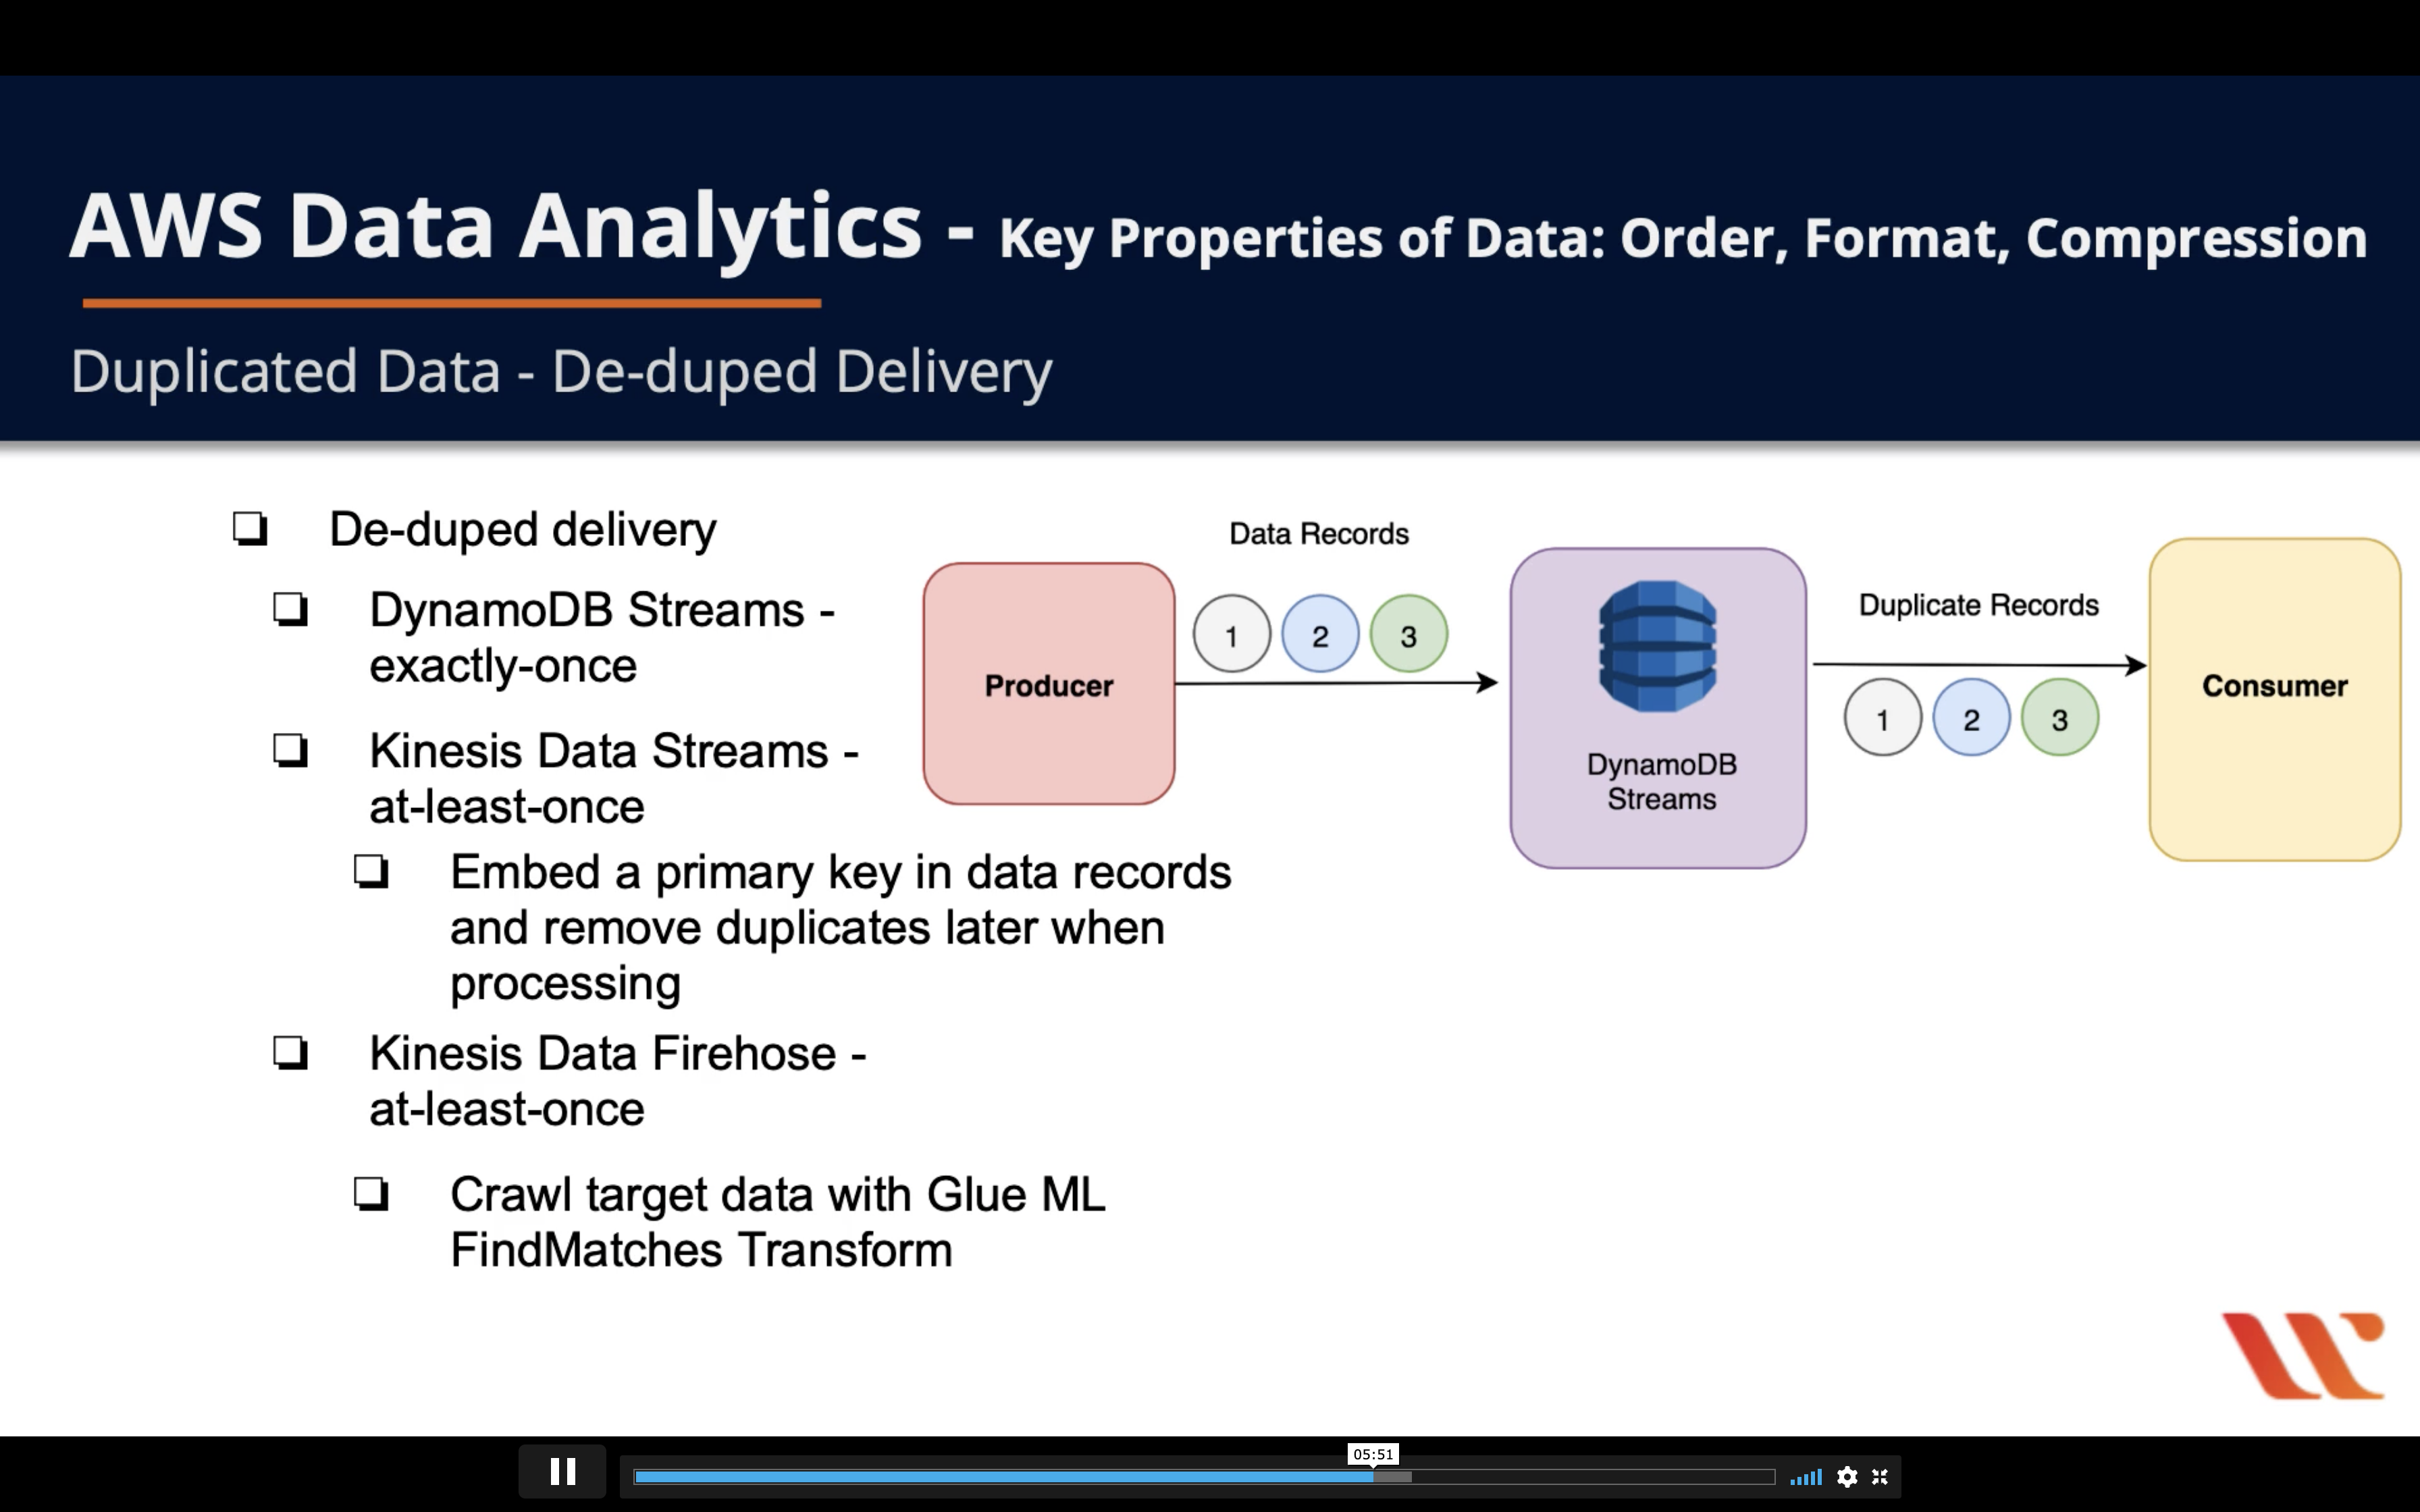 AWS Data Analytics - Key Properties of Data: Order, Format, Compression
Duplicated Data - De-duped Delivery
De-duped delivery
DynamoDB Streams -
exactly-once
Kinesis Data Streams -
at-least-once
Embed a primary key in data records
and remove duplicates later when
processing
Kinesis Data Firehose -
at-least-once
Crawl target data with Glue ML
FindMatches Transform
Producer
Data Records
1 2 3
DynamoDB
Streams
Duplicate Records
1 2 3
Consumer
05:51